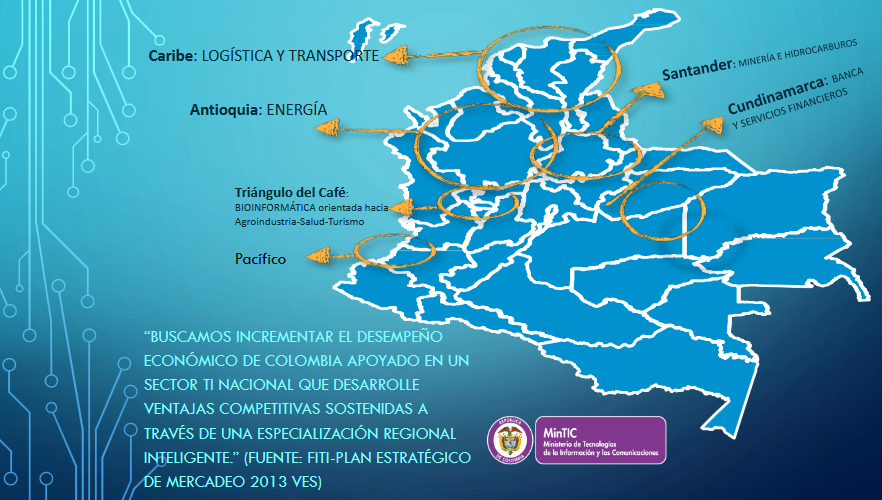 Caribe: LOGÍSTICA Y TRANSPORTE
Santander: MINERÍA E HIDROCARBUROS
Cundinamarca: BANCA
Y SERVICIOS FINANCIEROS
Antioquia: ENERGÍA
Triángulo del Café:
BIOINFORMÁTICA orientada hacia
Agroindustria-Salud-Turismo
Pacífico
“BUSCAMOS INCREMENTAR EL DESEMPEÑO
ECONÓMICO DE COLOMBIA APOYADO EN UN
SECTOR TI NACIONAL QUE DESARROLLE
VENTAJAS COMPETITIVAS SOSTENIDAS A
TRAVÉS DE UNA ESPECIALIZACIÓN REGIONAL
INTELIGENTE.” (FUENTE: FITI-PLAN ESTRATÉGICO
DE MERCADEO 2013 VES)
REPÚBLICA
DE COLOMBIA
MinTIC
Ministerio de Tecnologías
de la Información y las Comunicaciones